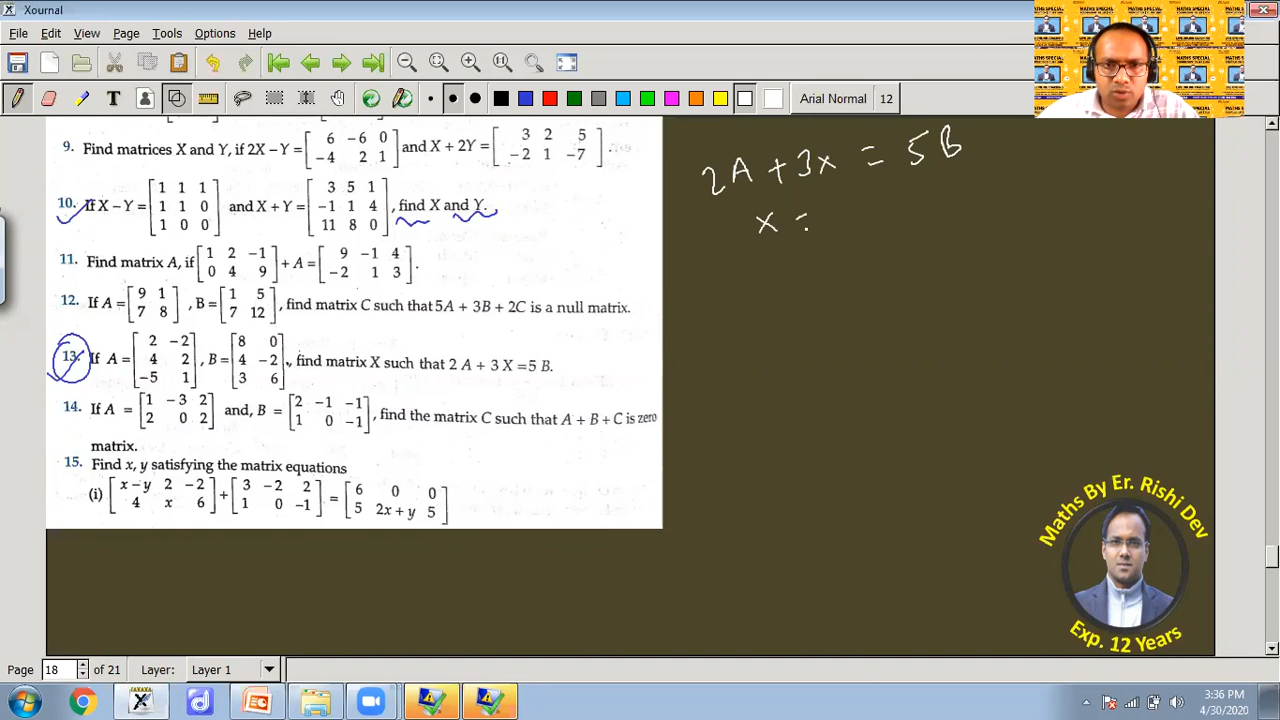 Xournal
File Edit View Page Tools Options Help
Arial Normal 12
9. Find matrices X and Y, if 2X – Y = [6 –6 0; –4 2 1] and X + 2Y = [3 2 5; –2 1 –7].
10. If X – Y = [1 1 1; 1 1 0; 1 0 0] and X + Y = [3 5 1; –1 1 4; 11 8 0], find X and Y.
11. Find matrix A, if [1 2 –1; 0 4 9] + A = [9 –1 4; –2 1 3].
12. If A = [9 1; 7 8], B = [1 5; 7 12], find matrix C such that 5A + 3B + 2C is a null matrix.
13. If A = [2 –2; 4 2; –5 1], B = [8 0; 4 –2; 3 6], find matrix X such that 2 A + 3 X = 5 B.
14. If A = [1 –3 2; 2 0 2] and, B = [2 –1 –1; 1 0 –1], find the matrix C such that A + B + C is zero
matrix.
15. Find x, y satisfying the matrix equations
(i) [x – y 2 –2; 4 x 6] + [3 –2 2; 1 0 –1] = [6 0 0; 5 2x + y 5]
2A + 3x = 5B
x =
Maths By Er. Rishi Dev
Exp. 12 Years
Page 18 of 21 Layer: Layer 1
3:36 PM
4/30/2020